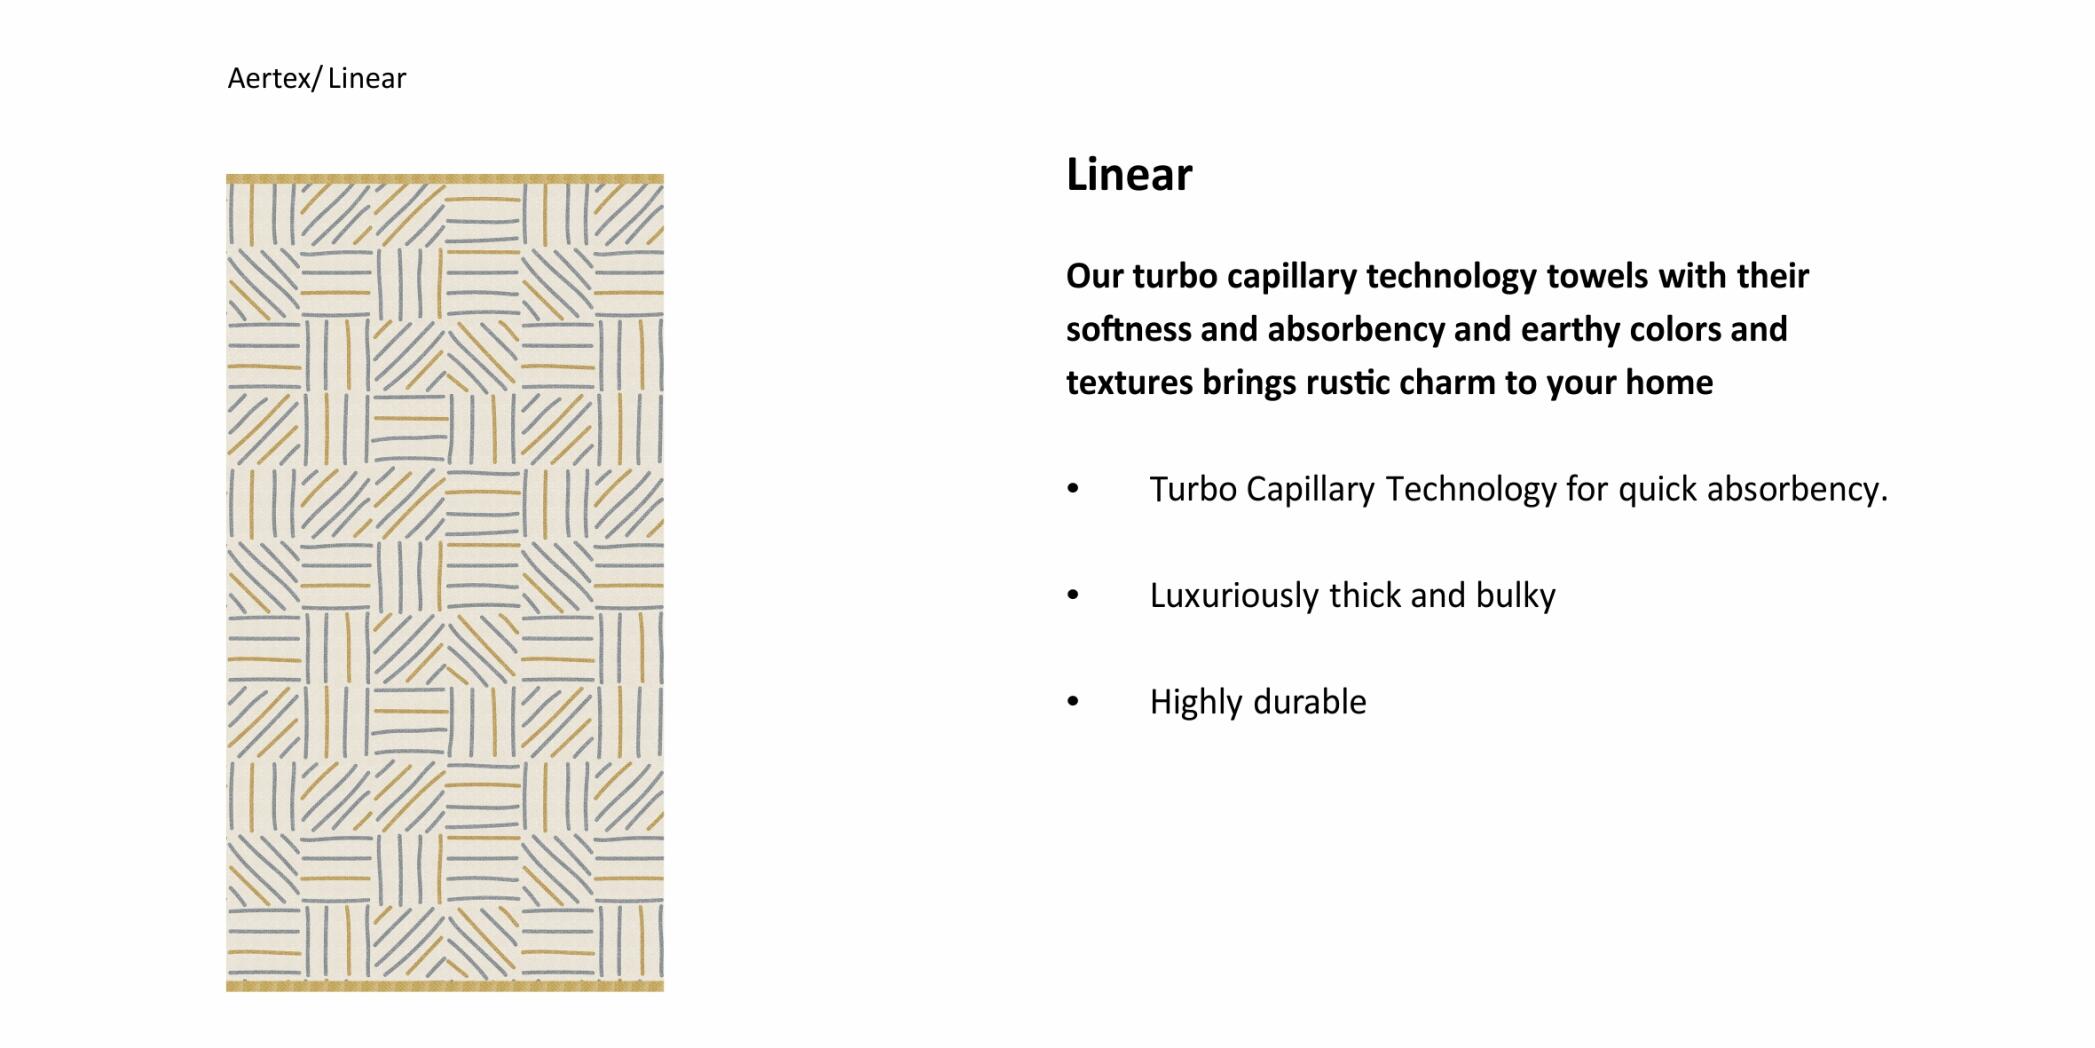 Aertex/ Linear
Linear
Our turbo capillary technology towels with their
softness and absorbency and earthy colors and
textures brings rustic charm to your home
• Turbo Capillary Technology for quick absorbency.
• Luxuriously thick and bulky
• Highly durable